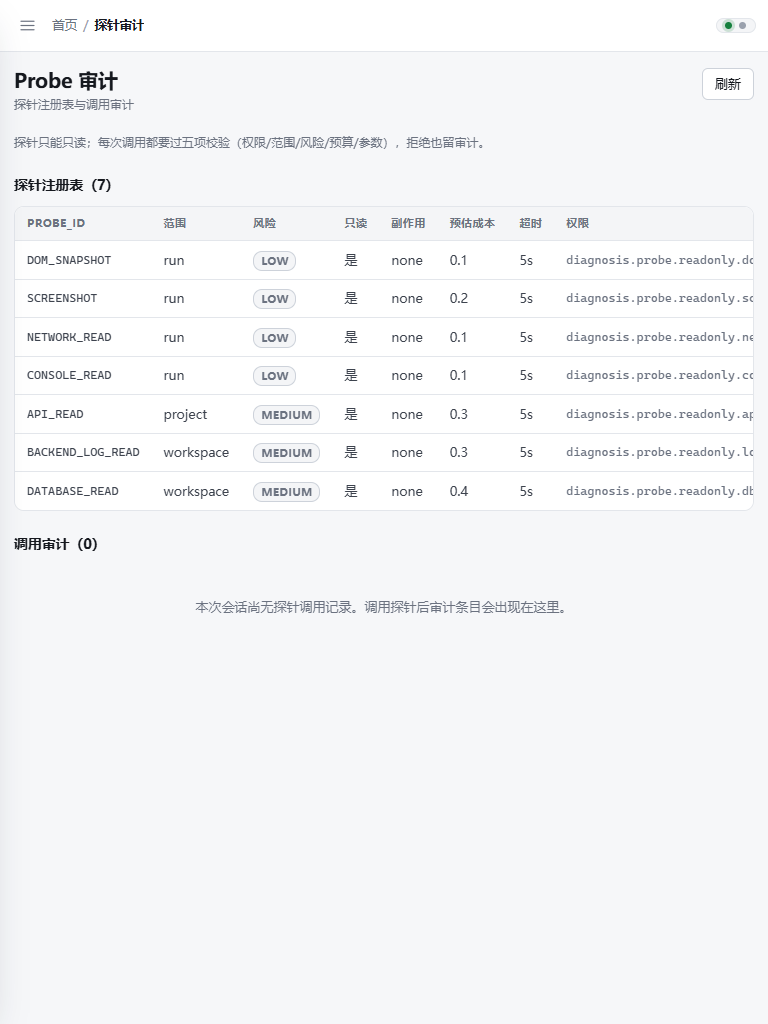 首页 / 探针审计
Probe 审计
刷新
探针注册表与调用审计
探针只能只读；每次调用都要过五项校验（权限/范围/风险/预算/参数），拒绝也留审计。
探针注册表（7）
PROBE_ID 范围 风险 只读 副作用 预估成本 超时 权限
DOM_SNAPSHOT run LOW 是 none 0.1 5s diagnosis.probe.readonly.do
SCREENSHOT run LOW 是 none 0.2 5s diagnosis.probe.readonly.sc
NETWORK_READ run LOW 是 none 0.1 5s diagnosis.probe.readonly.ne
CONSOLE_READ run LOW 是 none 0.1 5s diagnosis.probe.readonly.co
API_READ project MEDIUM 是 none 0.3 5s diagnosis.probe.readonly.ap
BACKEND_LOG_READ workspace MEDIUM 是 none 0.3 5s diagnosis.probe.readonly.lo
DATABASE_READ workspace MEDIUM 是 none 0.4 5s diagnosis.probe.readonly.db
调用审计（0）
本次会话尚无探针调用记录。调用探针后审计条目会出现在这里。